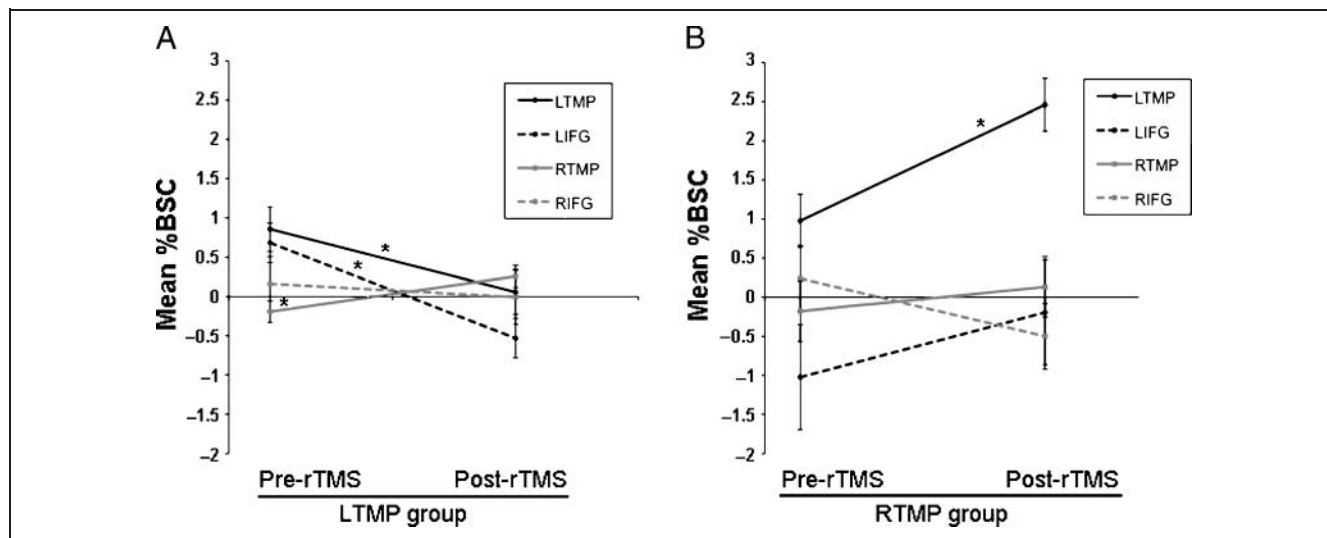 A
3
2.5
2
1.5
1
0.5
0
−0.5
−1
−1.5
−2
Mean %BSC
LTMP
LIFG
RTMP
RIFG
*
*
*
Pre-rTMS Post-rTMS
LTMP group
B
3
2.5
2
1.5
1
0.5
0
−0.5
−1
−1.5
−2
Mean %BSC
LTMP
LIFG
RTMP
RIFG
*
Pre-rTMS Post-rTMS
RTMP group